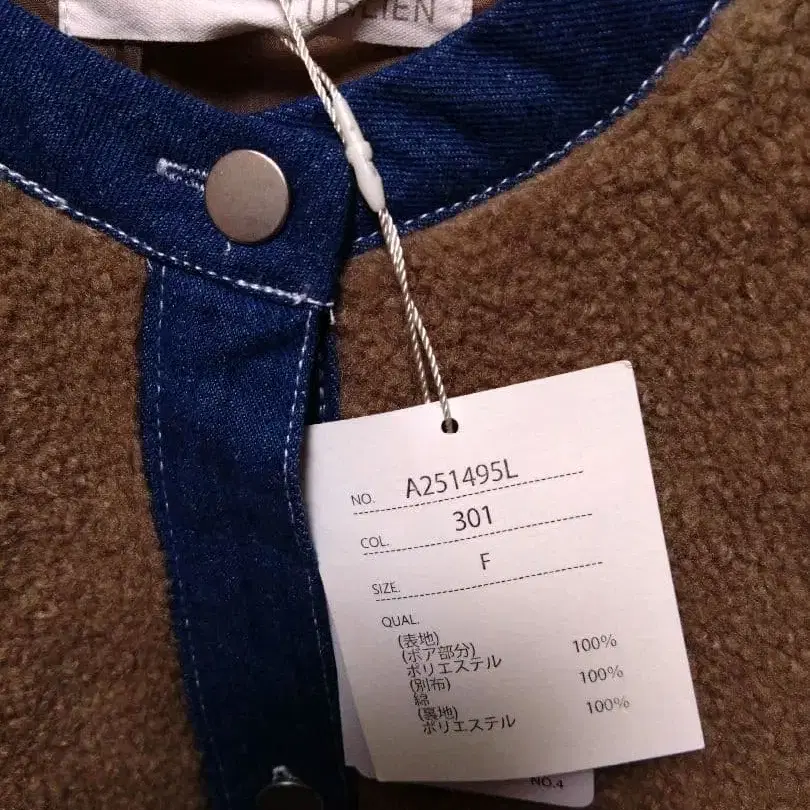 URLIEN
NO. A251495L
COL. 301
SIZE. F
QUAL.
(表地)
(ボア部分) 100%
ポリエステル
(別布) 100%
綿
(裏地) 100%
ポリエステル
NO.4